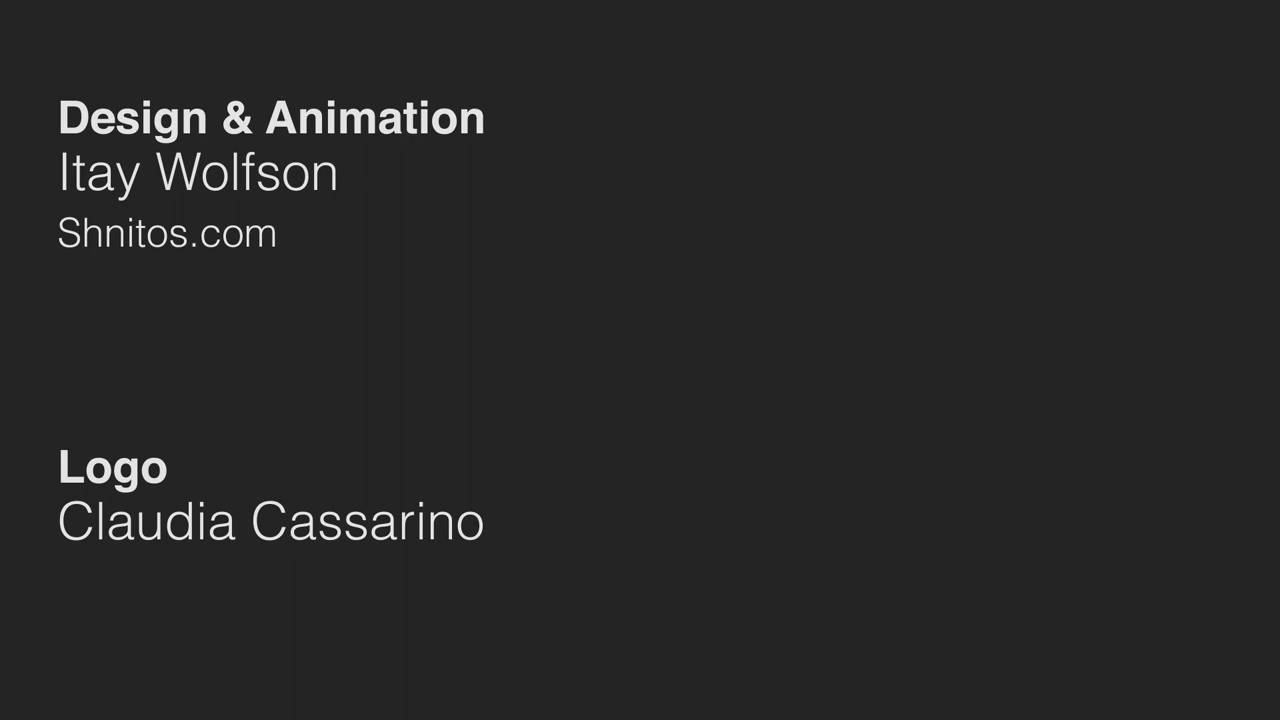 Design & Animation
Itay Wolfson
Shnitos.com
Logo
Claudia Cassarino